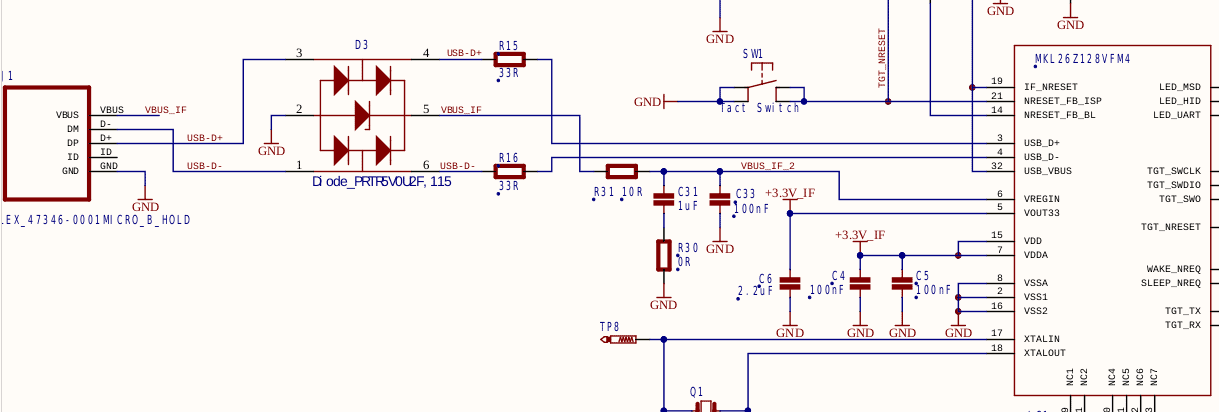 GND
GND
GND
D3
3
4
USB-D+
R15
33R
SW1
GND
Tact Switch
TGT_NRESET
J1
VBUS
DM
DP
ID
GND
VBUS
D-
D+
ID
GND
VBUS_IF
USB-D+
USB-D-
GND
2
GND
5
VBUS_IF
1
6
USB-D-
R16
33R
Diode_PRTR5V0U2F, 115
LEX_47346-0001MICRO_B_HOLD
R31 10R
C31
1uF
C33
100nF
VBUS_IF_2
R30
0R
GND
GND
+3.3V_IF
+3.3V_IF
C6
2.2uF
C4
100nF
C5
100nF
GND
GND
GND
GND
TP8
Q1
MKL26Z128VFM4
19 IF_NRESET
21 NRESET_FB_ISP
14 NRESET_FB_BL
3 USB_D+
4 USB_D-
32 USB_VBUS
6 VREGIN
5 VOUT33
15 VDD
7 VDDA
8 VSSA
2 VSS1
16 VSS2
17 XTALIN
18 XTALOUT
LED_MSD
LED_HID
LED_UART
TGT_SWCLK
TGT_SWDIO
TGT_SWO
TGT_NRESET
WAKE_NREQ
SLEEP_NREQ
TGT_TX
TGT_RX
NC1
NC2
NC4
NC5
NC6
NC7